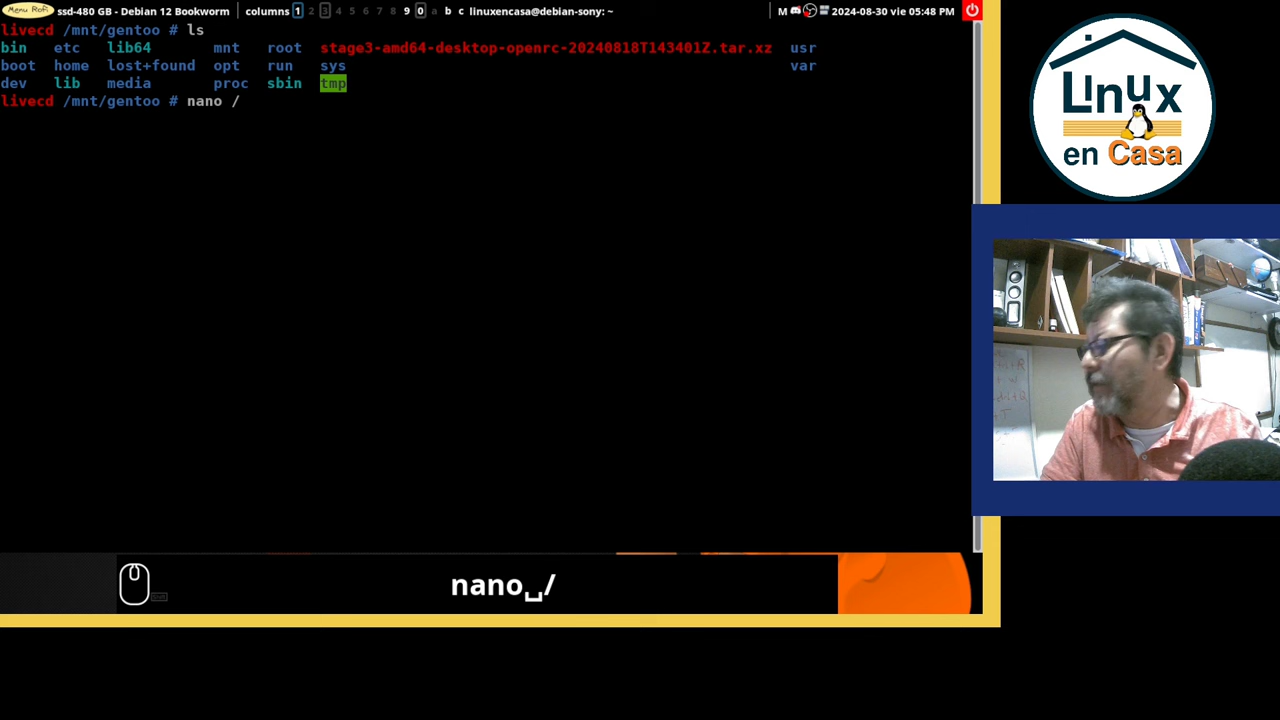 Menu Rofi ssd-480 GB - Debian 12 Bookworm columns 1 2 3 4 5 6 7 8 9 0 a b c linuxencasa@debian-sony: ~ M 2024-08-30 vie 05:48 PM
livecd /mnt/gentoo # ls
bin etc lib64 mnt root stage3-amd64-desktop-openrc-20240818T143401Z.tar.xz usr
boot home lost+found opt run sys var
dev lib media proc sbin tmp
livecd /mnt/gentoo # nano /
Linux
en Casa
nano␣/